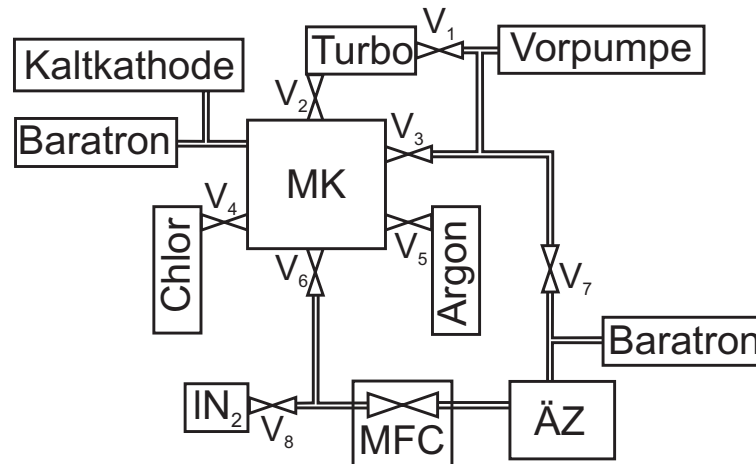 V₁
Turbo
Vorpumpe
Kaltkathode
V₂
Baratron
V₃
MK
V₄
Chlor
V₅
Argon
V₆
V₇
Baratron
lN₂
V₈
MFC
ÄZ